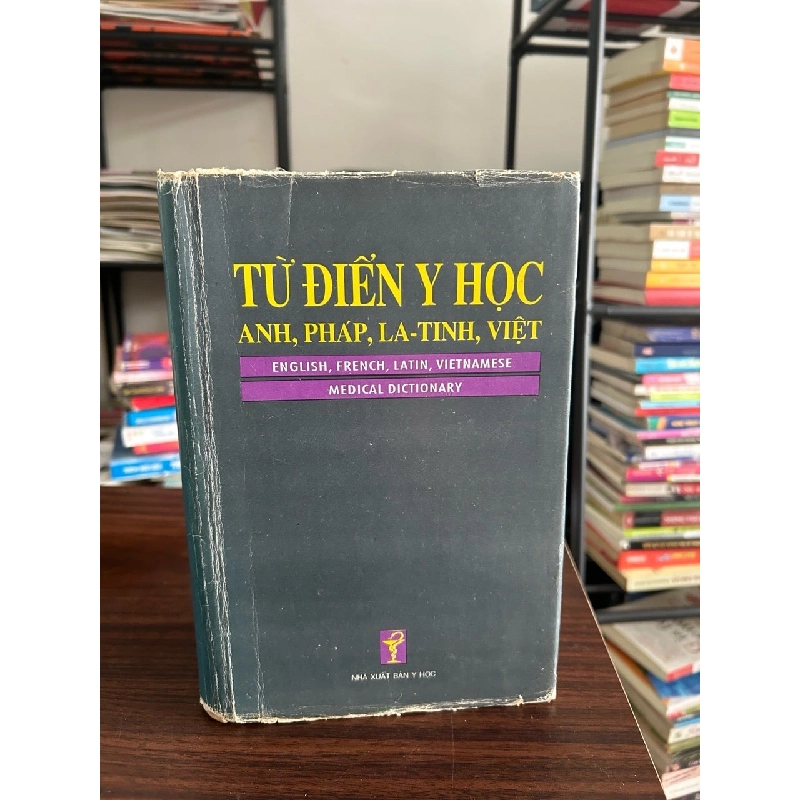 TỪ ĐIỂN Y HỌC
ANH, PHÁP, LA-TINH, VIỆT
ENGLISH, FRENCH, LATIN, VIETNAMESE
MEDICAL DICTIONARY
NHÀ XUẤT BẢN Y HỌC